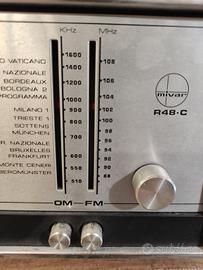 KHz MHz
O VATICANO
NAZIONALE
BORDEAUX
BOLOGNA 2
PROGRAMMA
MILANO 1
TRIESTE 1
SOTTENS
MÜNCHEN
R. NAZIONALE
BRUXELLES
FRANKFURT
MONTE CENERI
BEROMÜNSTER
1600
1400
1200
1000
900
800
700
650
600
550
510
108
106
104
102
100
98
96
94
92
90
88
mivar
R48-C
OM-FM
subito